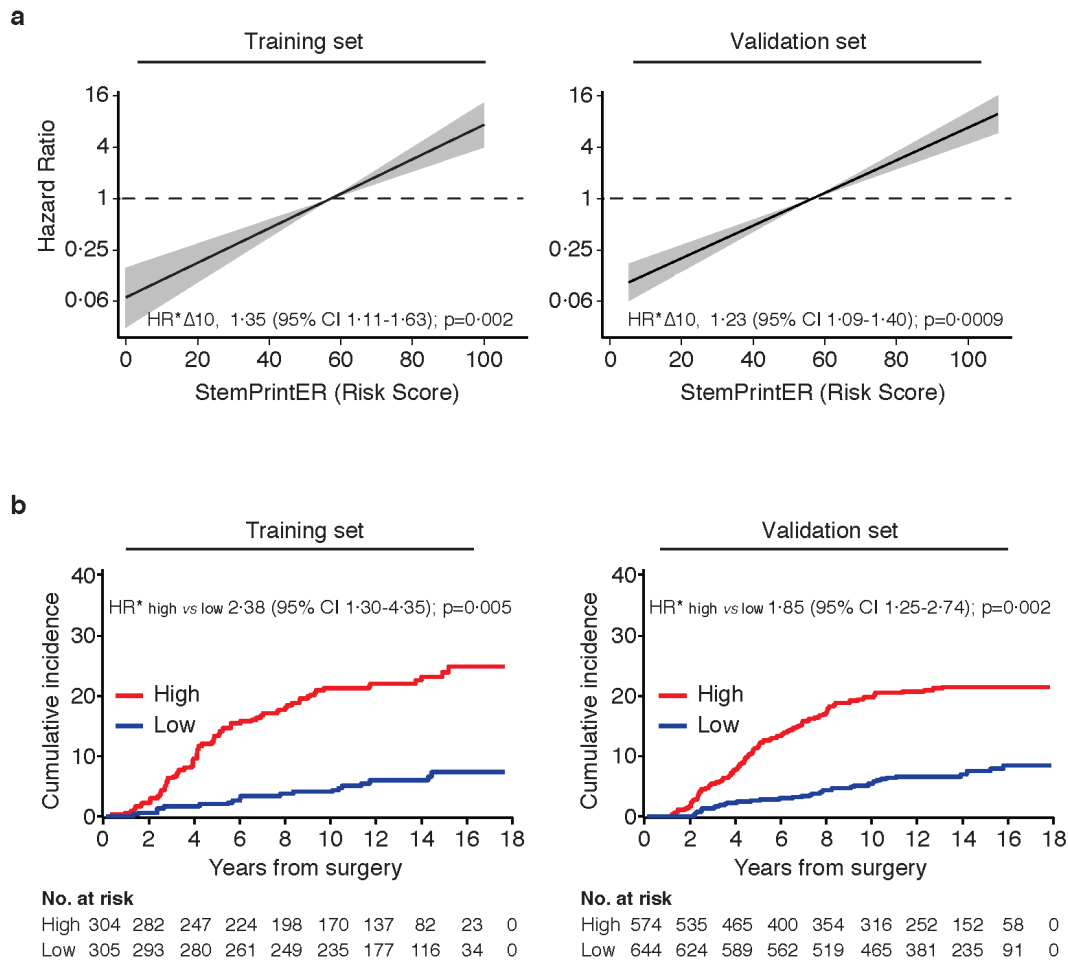 a
Training set
Validation set
Hazard Ratio
16
4
1
0·25
0·06
HR* Δ10, 1·35 (95% CI 1·11-1·63); p=0·002
0 20 40 60 80 100
StemPrintER (Risk Score)
16
4
1
0·25
0·06
HR* Δ10, 1·23 (95% CI 1·09-1·40); p=0·0009
0 20 40 60 80 100
StemPrintER (Risk Score)
b
Training set
Validation set
Cumulative incidence
40
30
20
10
0
HR* high vs low 2·38 (95% CI 1·30-4·35); p=0·005
High
Low
0 2 4 6 8 10 12 14 16 18
Years from surgery
No. at risk
High 304 282 247 224 198 170 137 82 23 0
Low 305 293 280 261 249 235 177 116 34 0
Cumulative incidence
40
30
20
10
0
HR* high vs low 1·85 (95% CI 1·25-2·74); p=0·002
High
Low
0 2 4 6 8 10 12 14 16 18
Years from surgery
No. at risk
High 574 535 465 400 354 316 252 152 58 0
Low 644 624 589 562 519 465 381 235 91 0